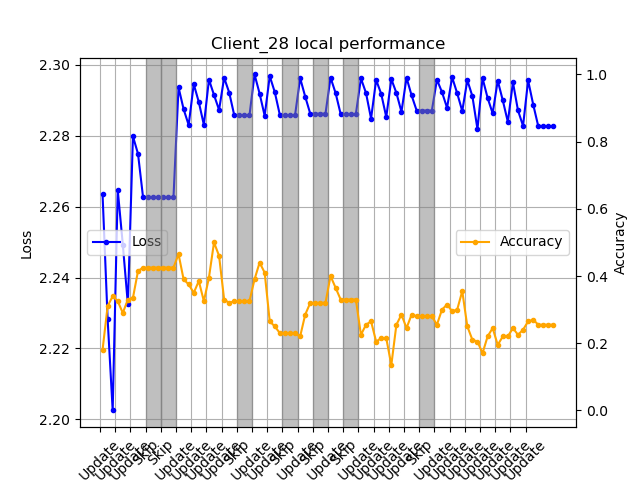 Client_28 local performance
2.30
2.28
2.26
2.24
2.22
2.20
Loss
1.0
0.8
0.6
0.4
0.2
0.0
Accuracy
Loss
Accuracy
Update
Update
Update
Skip
Skip
Update
Update
Update
Update
Skip
Update
Update
Skip
Update
Skip
Update
Skip
Update
Update
Update
Update
Skip
Update
Update
Update
Update
Update
Update
Update